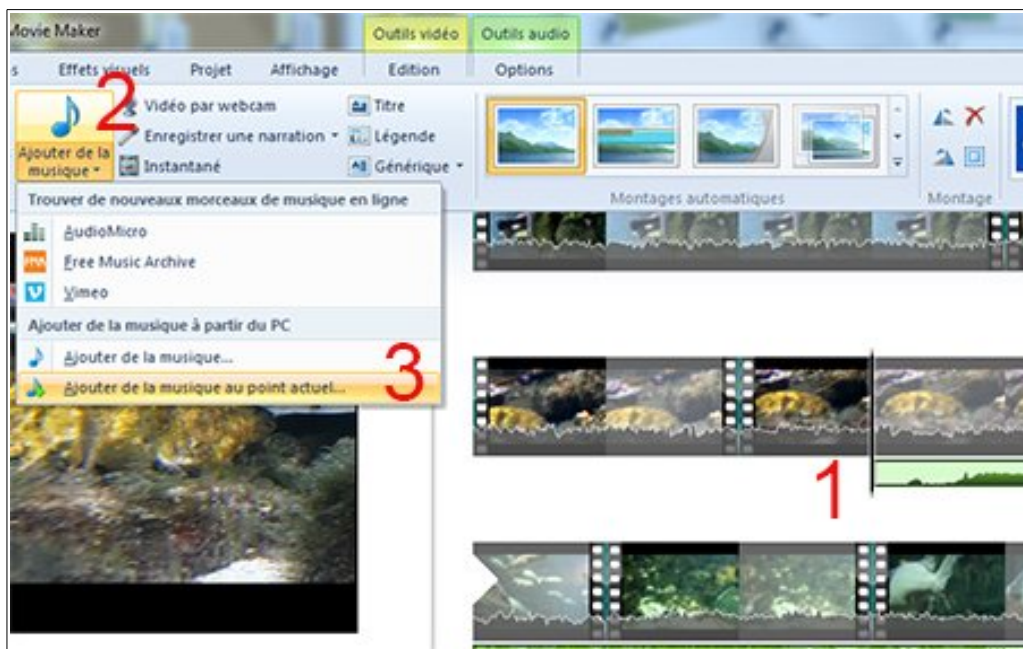 Movie Maker
Outils vidéo
Outils audio
s
Effets visuels
Projet
Affichage
Edition
Options
2
Ajouter de la
musique
Vidéo par webcam
Enregistrer une narration
Instantané
Titre
Légende
Générique
Montages automatiques
Montage
Trouver de nouveaux morceaux de musique en ligne
AudioMicro
FMA
Free Music Archive
Vimeo
Ajouter de la musique à partir du PC
Ajouter de la musique...
Ajouter de la musique au point actuel...
3
1